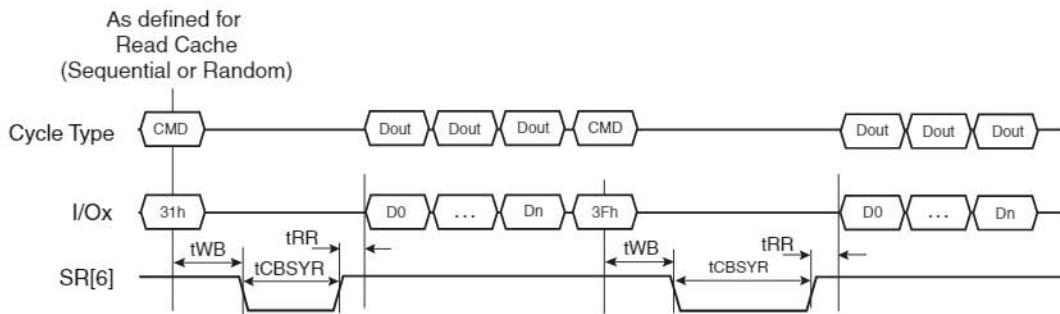 As defined for
Read Cache
(Sequential or Random)
Cycle Type CMD Dout Dout Dout CMD Dout Dout Dout
I/Ox 31h D0 ... Dn 3Fh D0 ... Dn
tWB tRR tWB tRR
SR[6] tCBSYR tCBSYR